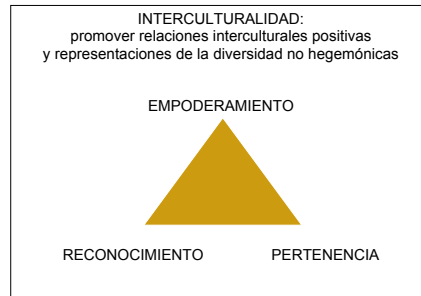 INTERCULTURALIDAD:
promover relaciones interculturales positivas
y representaciones de la diversidad no hegemónicas
EMPODERAMIENTO
RECONOCIMIENTO PERTENENCIA